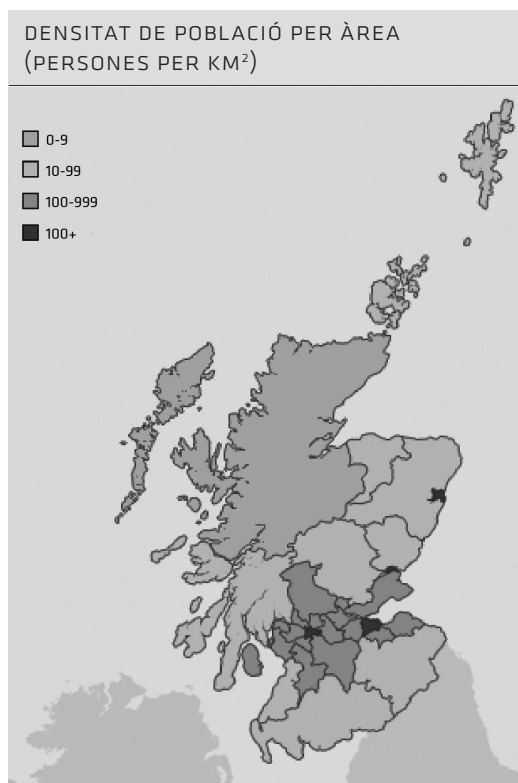 DENSITAT DE POBLACIÓ PER ÀREA
(PERSONES PER KM²)
0-9
10-99
100-999
100+